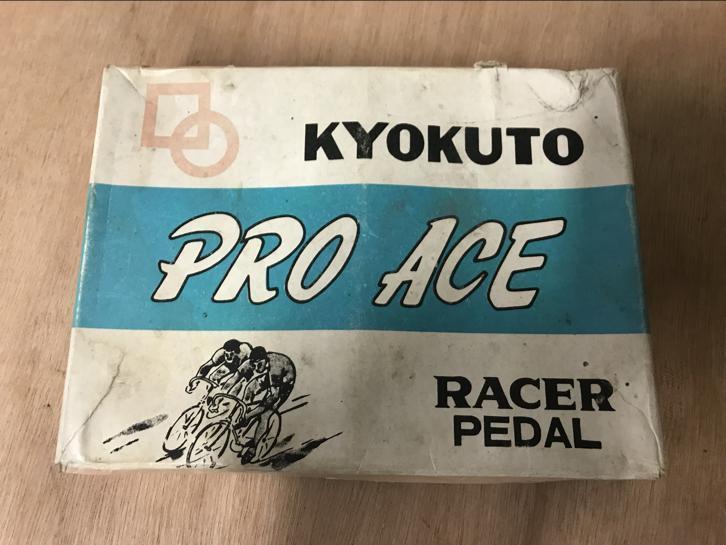 KYOKUTO
PRO ACE
RACER
PEDAL